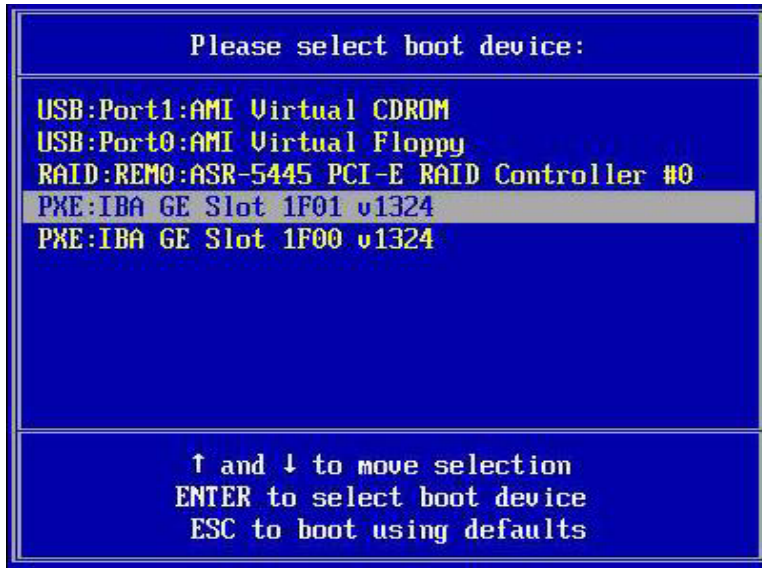 Please select boot device:
USB:Port1:AMI Virtual CDROM
USB:Port0:AMI Virtual Floppy
RAID:REM0:ASR-5445 PCI-E RAID Controller #0
PXE:IBA GE Slot 1F01 v1324
PXE:IBA GE Slot 1F00 v1324
↑ and ↓ to move selection
ENTER to select boot device
ESC to boot using defaults